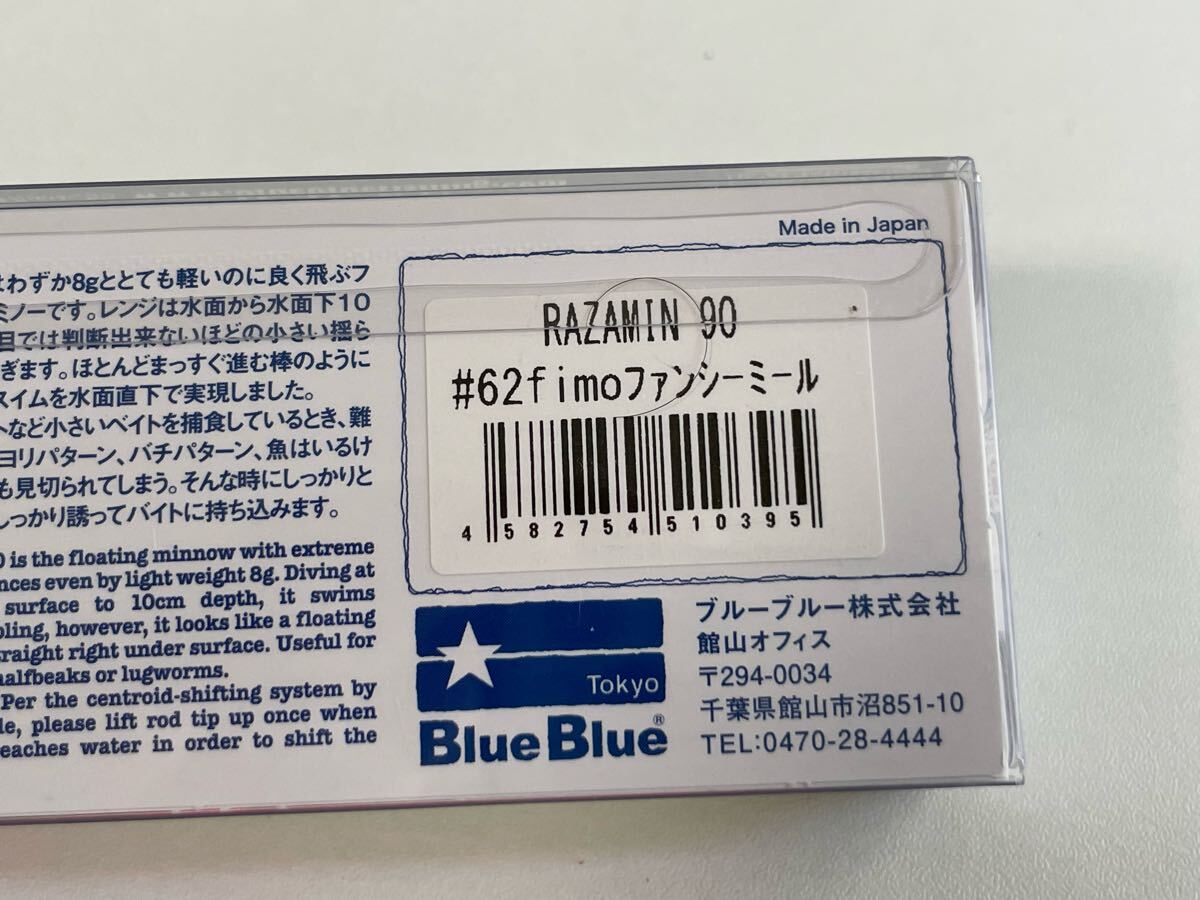 Made in Japan
はわずか8gととても軽いのに良く飛ぶフ
ミノーです。レンジは水面から水面下10
目では判断出来ないほどの小さい揺ら
ぎます。ほとんどまっすぐ進む棒のように
スイムを水面直下で実現しました。
トなど小さいベイトを捕食しているとき、難
ヨリパターン、バチパターン、魚はいるけ
も見切られてしまう。そんな時にしっかりと
しっかり誘ってバイトに持ち込みます。
0 is the floating minnow with extreme
nces even by light weight 8g. Diving at
surface to 10cm depth, it swims
bling, however, it looks like a floating
traight right under surface. Useful for
halfbeaks or lugworms.
Per the centroid-shifting system by
le, please lift rod tip up once when
eaches water in order to shift the
RAZAMIN 90
#62fimoファンシーミール
4 582754 510395
Tokyo
BlueBlue®
ブルーブルー株式会社
館山オフィス
〒294-0034
千葉県館山市沼851-10
TEL:0470-28-4444